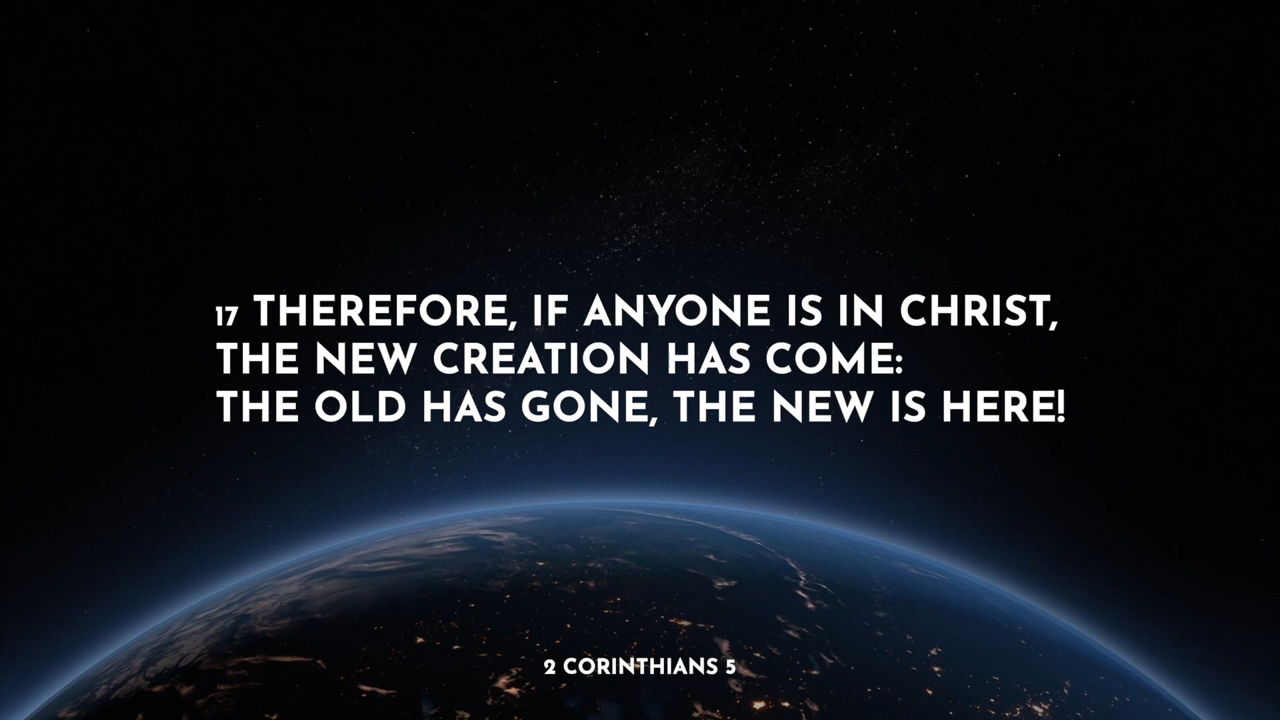 17 THEREFORE, IF ANYONE IS IN CHRIST,
THE NEW CREATION HAS COME:
THE OLD HAS GONE, THE NEW IS HERE!
2 CORINTHIANS 5